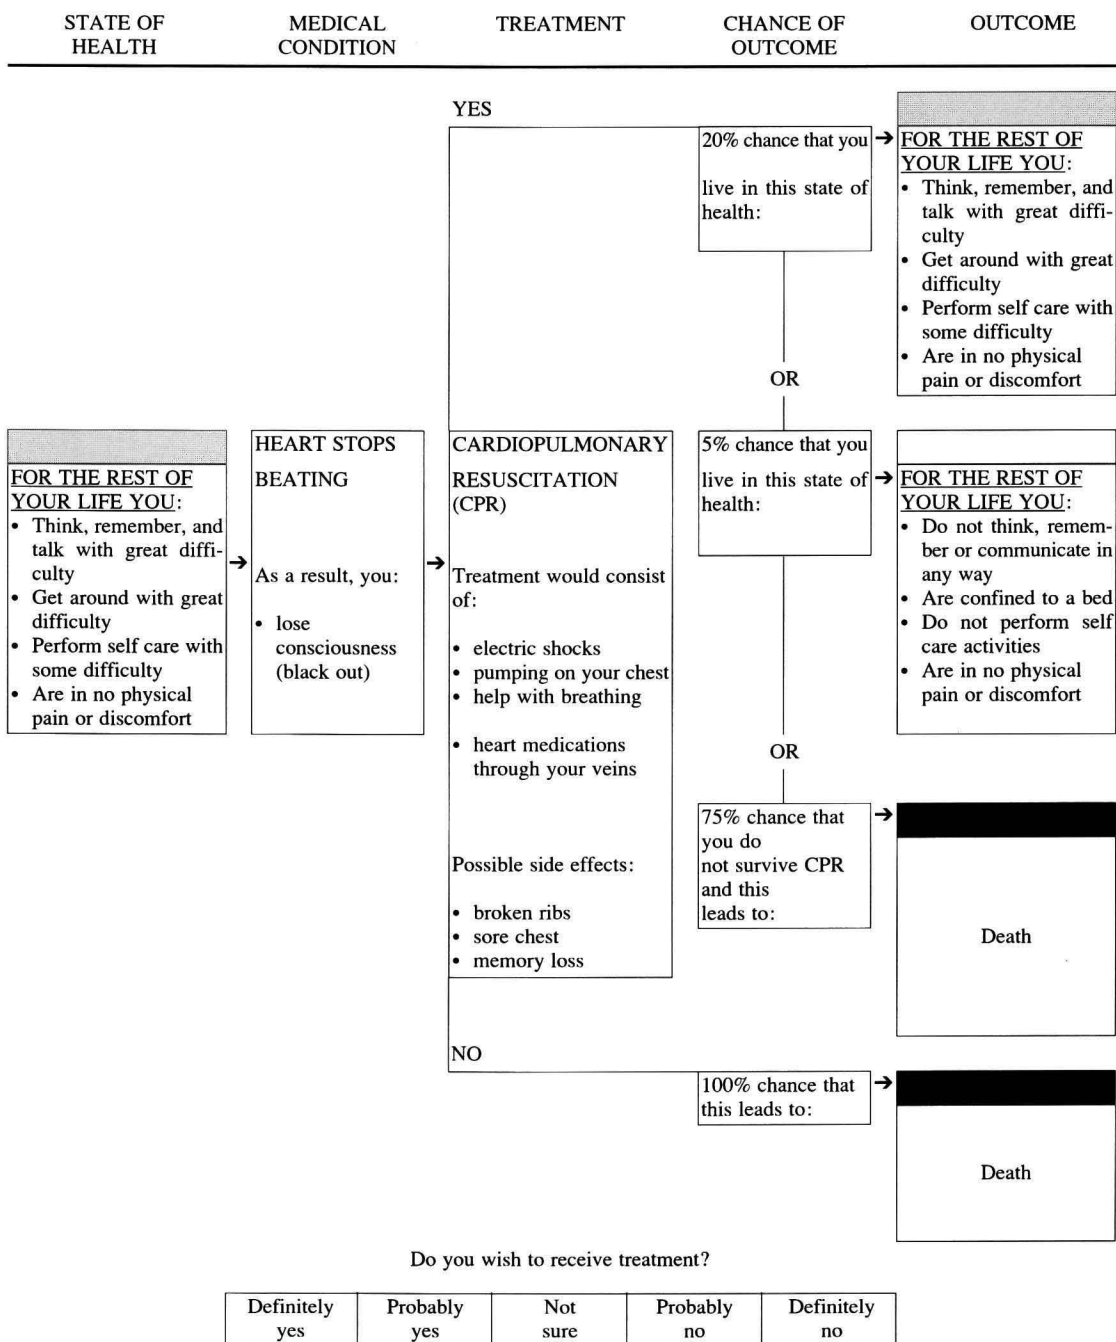 STATE OF
HEALTH
MEDICAL
CONDITION
TREATMENT
CHANCE OF
OUTCOME
OUTCOME
FOR THE REST OF
YOUR LIFE YOU:
• Think, remember, and
talk with great diffi-
culty
• Get around with great
difficulty
• Perform self care with
some difficulty
• Are in no physical
pain or discomfort
HEART STOPS
BEATING
As a result, you:
• lose
consciousness
(black out)
YES
CARDIOPULMONARY
RESUSCITATION
(CPR)
Treatment would consist
of:
• electric shocks
• pumping on your chest
• help with breathing
• heart medications
through your veins
Possible side effects:
• broken ribs
• sore chest
• memory loss
NO
20% chance that you
live in this state of
health:
FOR THE REST OF
YOUR LIFE YOU:
• Think, remember, and
talk with great diffi-
culty
• Get around with great
difficulty
• Perform self care with
some difficulty
• Are in no physical
pain or discomfort
OR
5% chance that you
live in this state of
health:
FOR THE REST OF
YOUR LIFE YOU:
• Do not think, remem-
ber or communicate in
any way
• Are confined to a bed
• Do not perform self
care activities
• Are in no physical
pain or discomfort
OR
75% chance that
you do
not survive CPR
and this
leads to:
Death
100% chance that
this leads to:
Death
Do you wish to receive treatment?
Definitely
yes
Probably
yes
Not
sure
Probably
no
Definitely
no